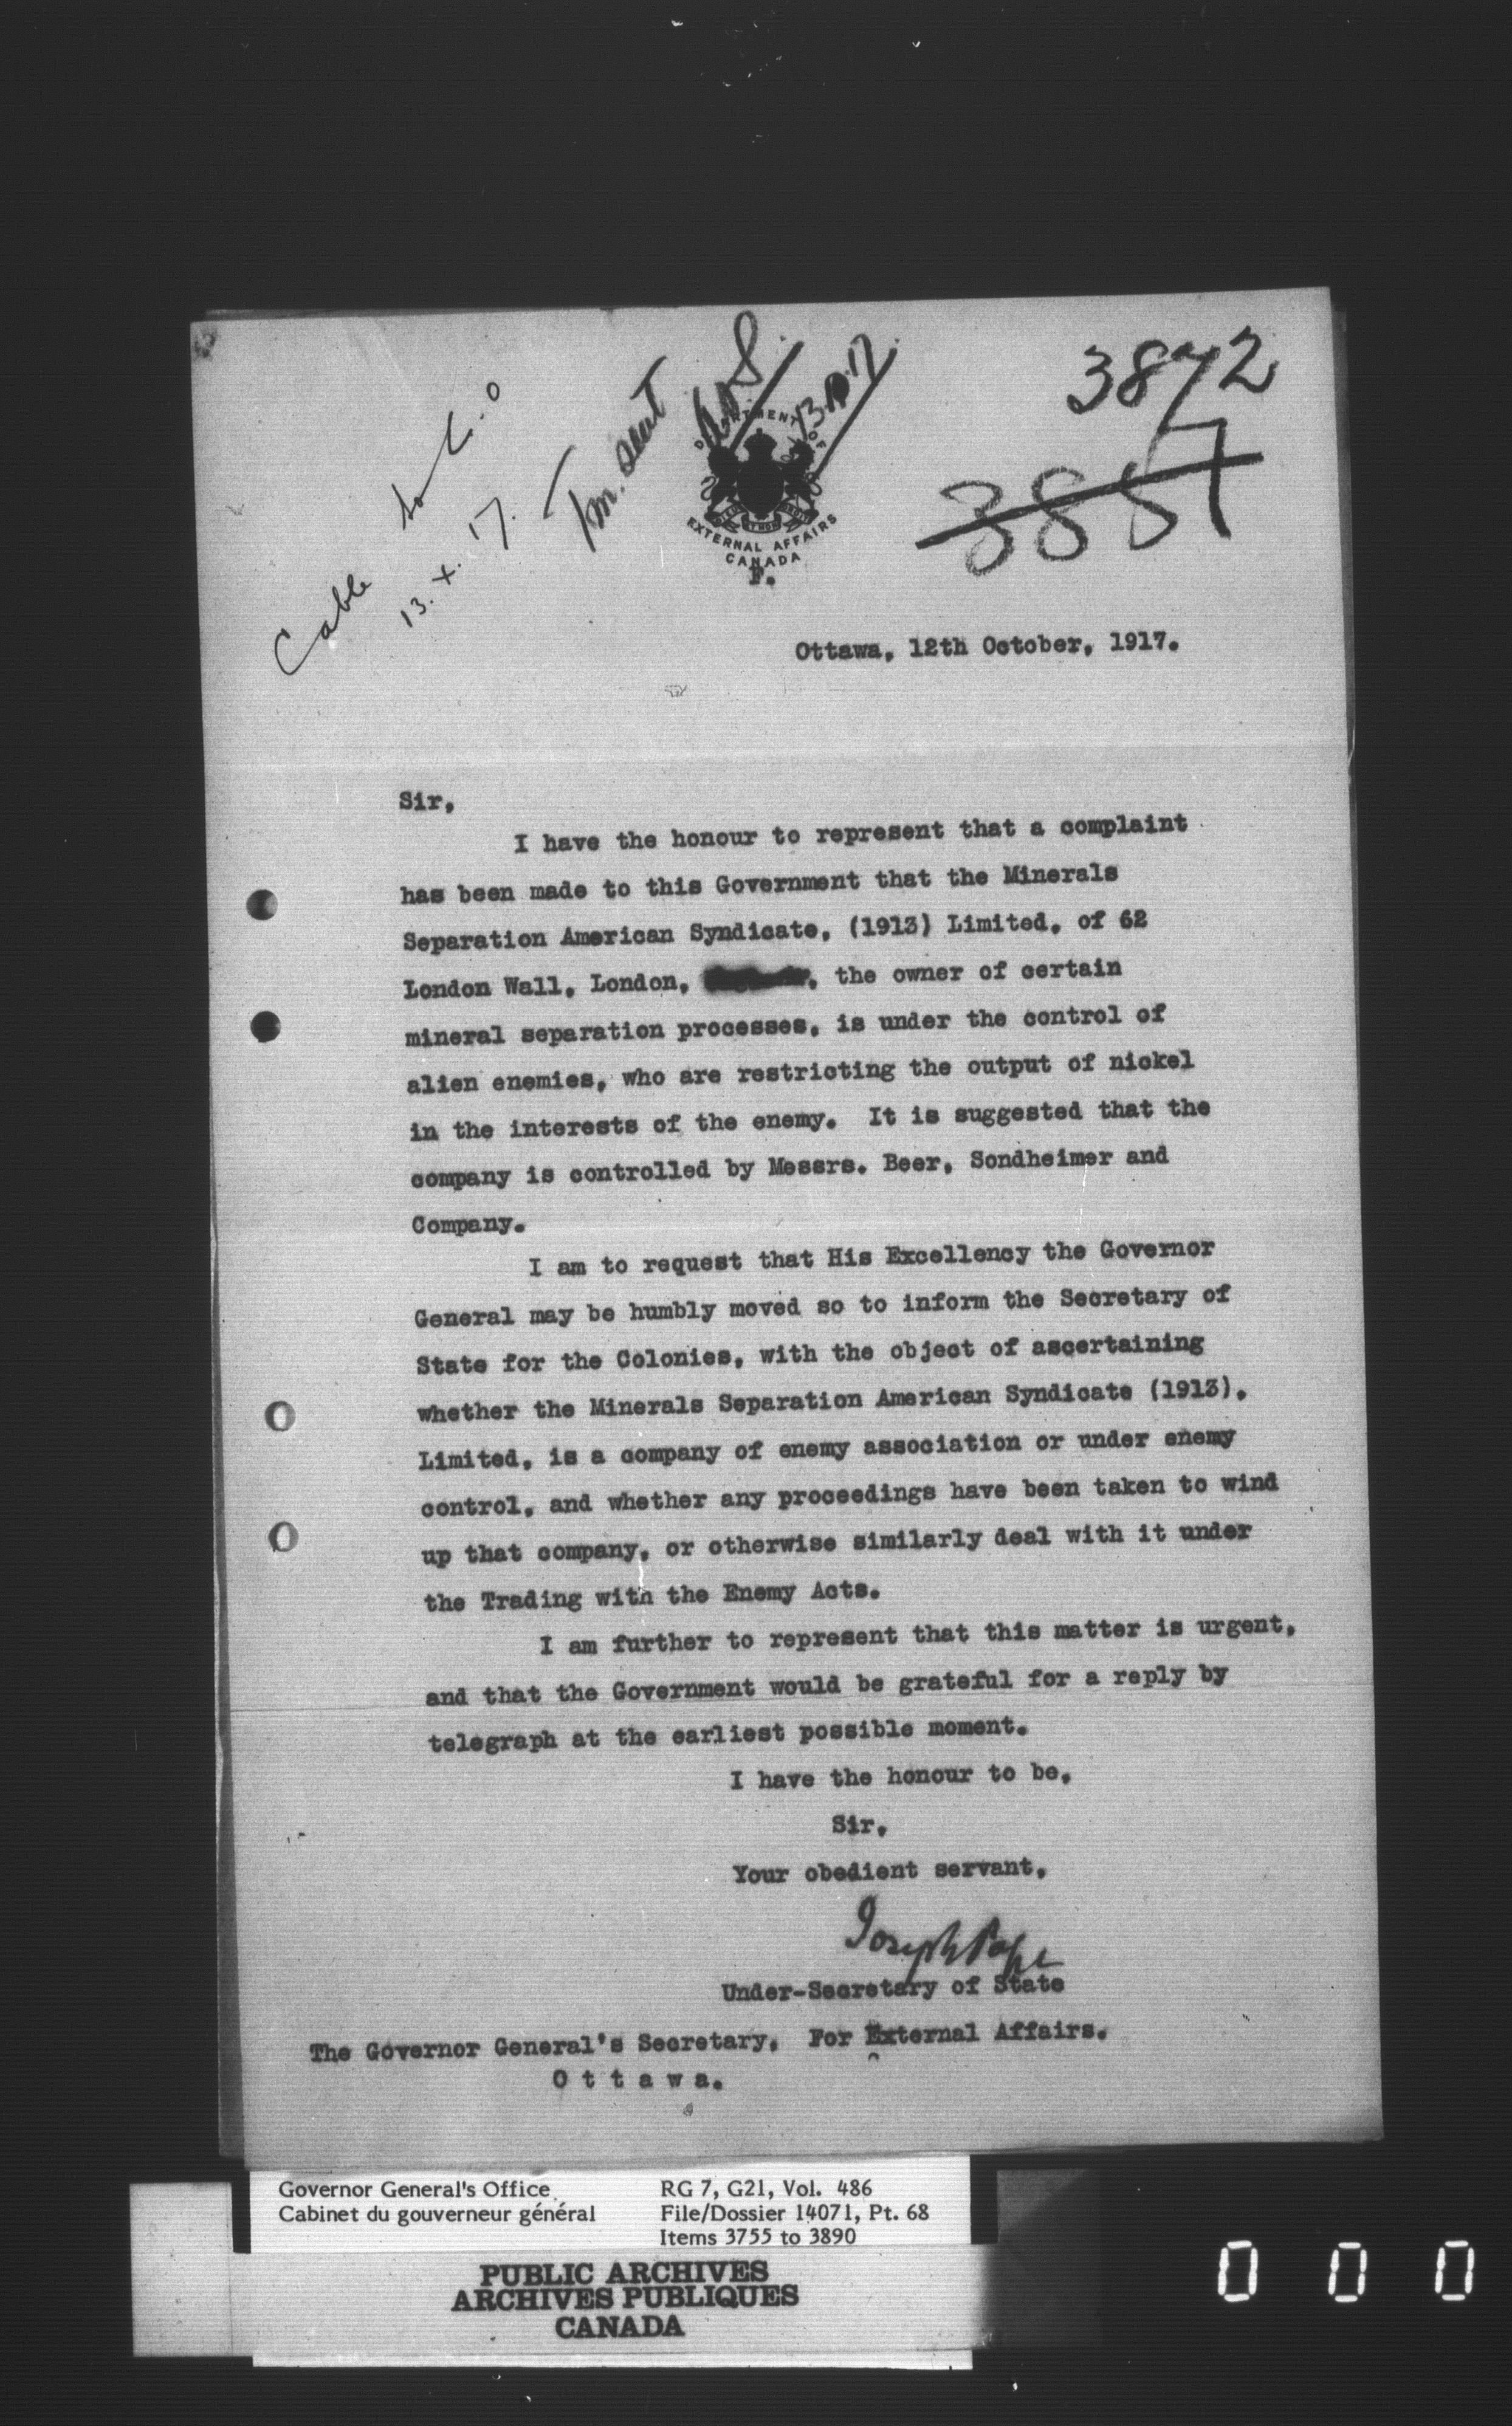 3872
3857
Cable to C.O
13.X.17.
Tm. sent
13.10.17.
DEPARTMENT OF
EXTERNAL AFFAIRS
CANADA
F.
Ottawa, 12th October, 1917.
Sir,
I have the honour to represent that a complaint
has been made to this Government that the Minerals
Separation American Syndicate, (1913) Limited, of 62
London Wall, London, , the owner of certain
mineral separation processes, is under the control of
alien enemies, who are restricting the output of nickel
in the interests of the enemy. It is suggested that the
company is controlled by Messrs. Beer, Sondheimer and
Company.
I am to request that His Excellency the Governor
General may be humbly moved so to inform the Secretary of
State for the Colonies, with the object of ascertaining
whether the Minerals Separation American Syndicate (1913),
Limited, is a company of enemy association or under enemy
control, and whether any proceedings have been taken to wind
up that company, or otherwise similarly deal with it under
the Trading with the Enemy Acts.
I am further to represent that this matter is urgent,
and that the Government would be grateful for a reply by
telegraph at the earliest possible moment.
I have the honour to be,
Sir,
Your obedient servant,
Joseph Pope
Under-Secretary of State
The Governor General's Secretary, For External Affairs.
Ottawa.
Governor General's Office RG 7, G21, Vol. 486
Cabinet du gouverneur général File/Dossier 14071, Pt. 68
Items 3755 to 3890
PUBLIC ARCHIVES
ARCHIVES PUBLIQUES
CANADA
0 0 0